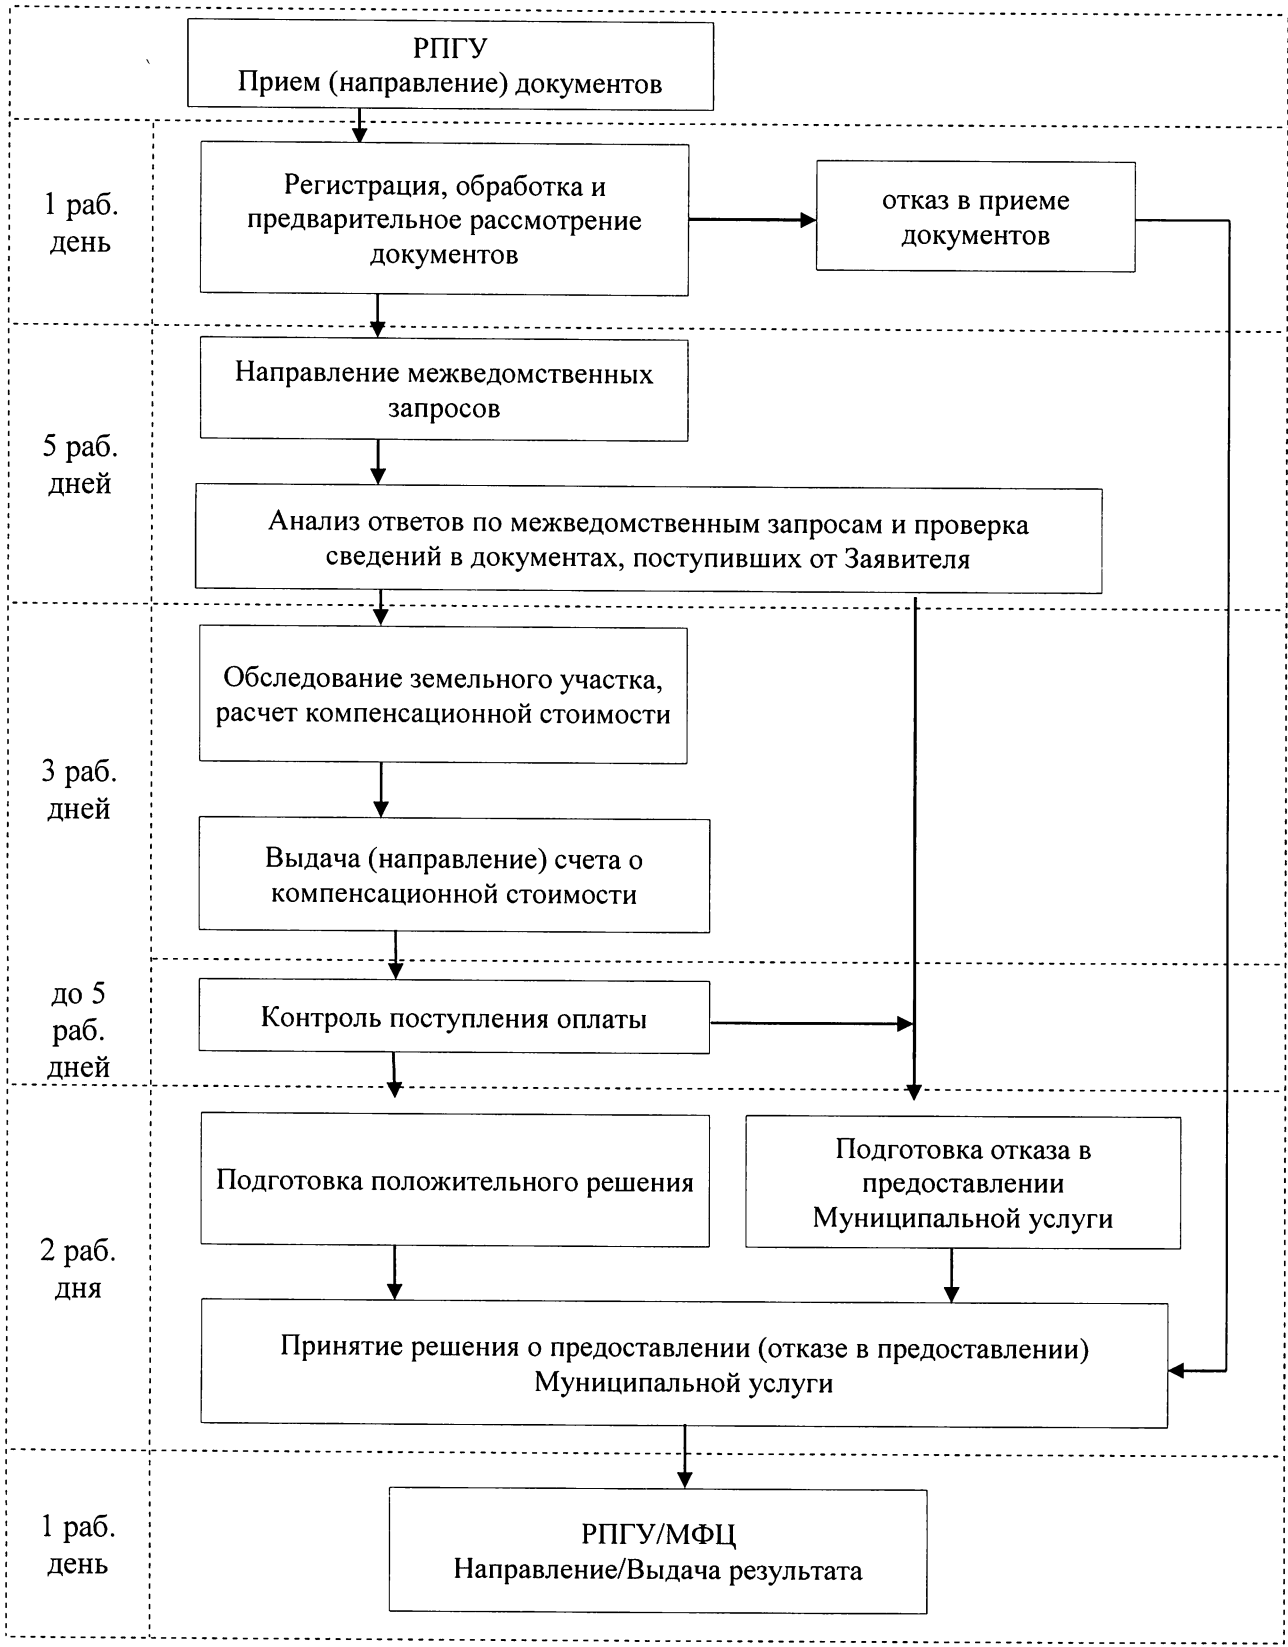 РПГУ
Прием (направление) документов
1 раб.
день
Регистрация, обработка и
предварительное рассмотрение
документов
отказ в приеме
документов
5 раб.
дней
Направление межведомственных
запросов
Анализ ответов по межведомственным запросам и проверка
сведений в документах, поступивших от Заявителя
3 раб.
дней
Обследование земельного участка,
расчет компенсационной стоимости
Выдача (направление) счета о
компенсационной стоимости
до 5
раб.
дней
Контроль поступления оплаты
2 раб.
дня
Подготовка положительного решения
Подготовка отказа в
предоставлении
Муниципальной услуги
Принятие решения о предоставлении (отказе в предоставлении)
Муниципальной услуги
1 раб.
день
РПГУ/МФЦ
Направление/Выдача результата